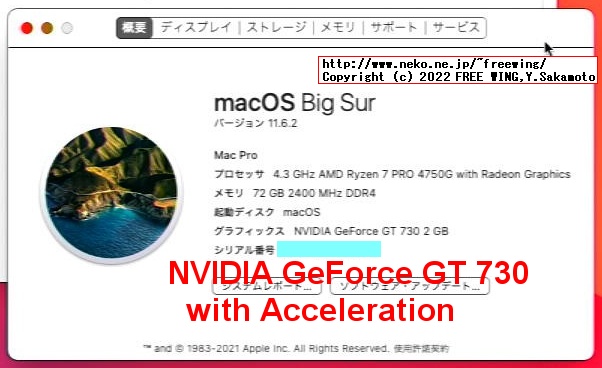 概要 ディスプレイ ストレージ メモリ サポート サービス
http://www.neko.ne.jp/~freewing/
Copyright (c) 2022 FREE WING,Y.Sakamoto
macOS Big Sur
バージョン 11.6.2
Mac Pro
プロセッサ 4.3 GHz AMD Ryzen 7 PRO 4750G with Radeon Graphics
メモリ 72 GB 2400 MHz DDR4
起動ディスク macOS
グラフィックス NVIDIA GeForce GT 730 2 GB
シリアル番号
NVIDIA GeForce GT 730
システムレポート... ソフトウェア・アップデート...
with Acceleration
™ and © 1983-2021 Apple Inc. All Rights Reserved. 使用許諾契約